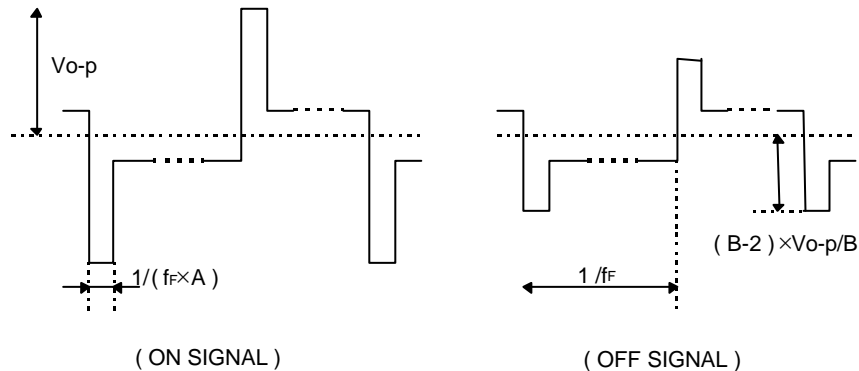 Vo-p
1/( fF×A )
( B-2 ) ×Vo-p/B
1 /fF
( ON SIGNAL )
( OFF SIGNAL )